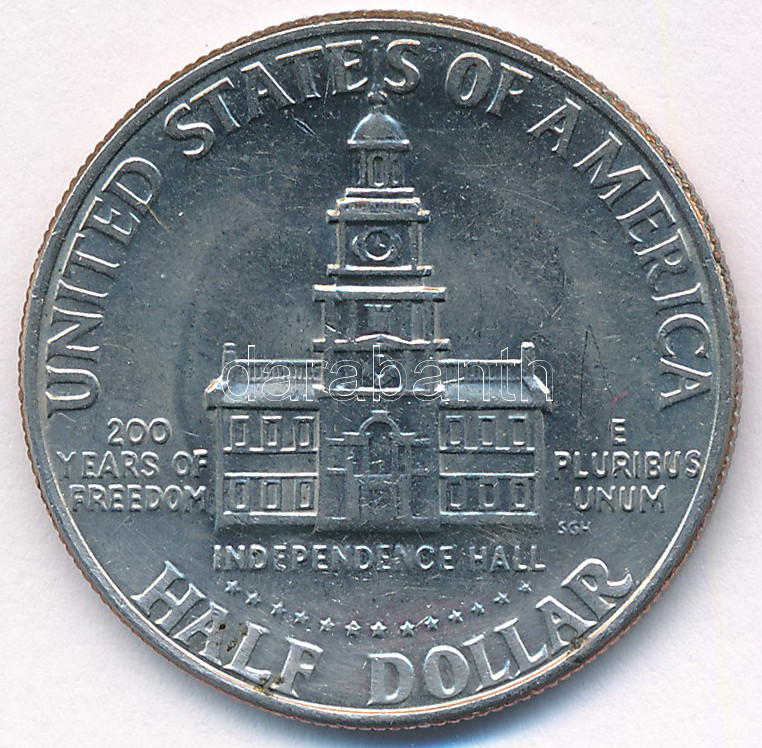 UNITED STATES OF AMERICA
200
YEARS OF
FREEDOM
E
PLURIBUS
UNUM
SGH
INDEPENDENCE HALL
HALF DOLLAR
darabanth